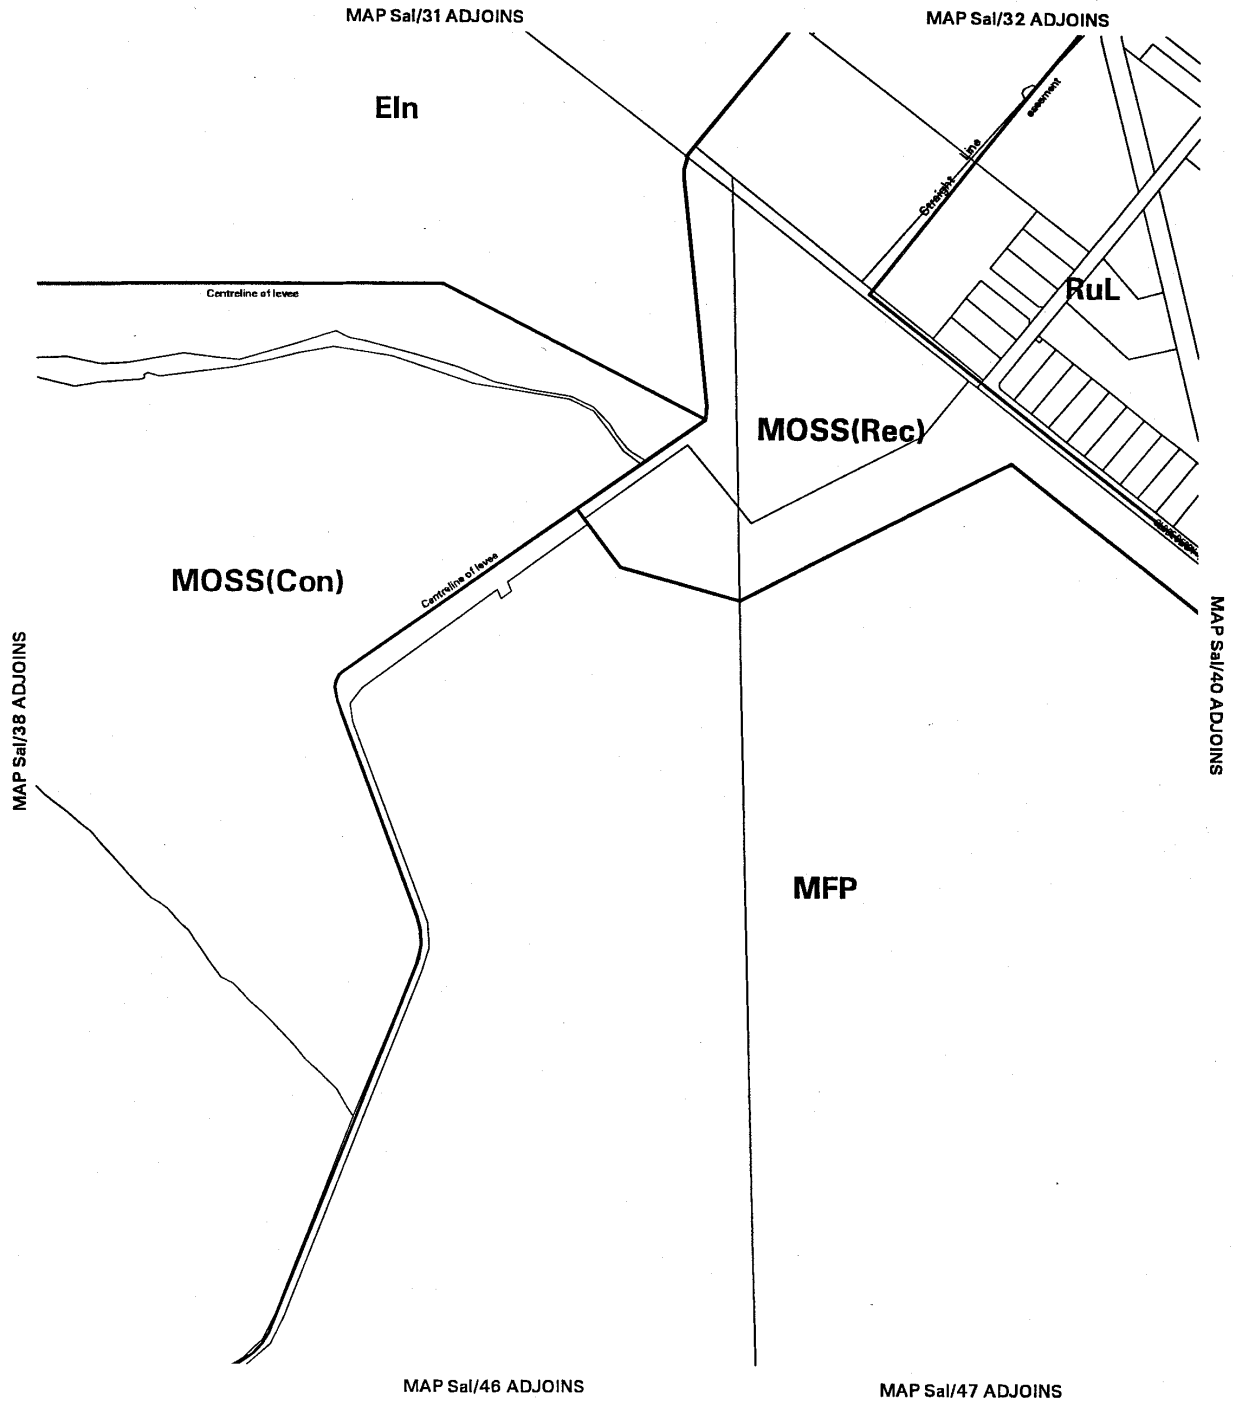 MAP Sal/31 ADJOINS
MAP Sal/32 ADJOINS
EIn
easement
Straight Line
Centreline of levee
RuL
MOSS(Rec)
MOSS(Con)
Centreline of levee
MAP Sal/38 ADJOINS
MAP Sal/40 ADJOINS
MFP
MAP Sal/46 ADJOINS
MAP Sal/47 ADJOINS